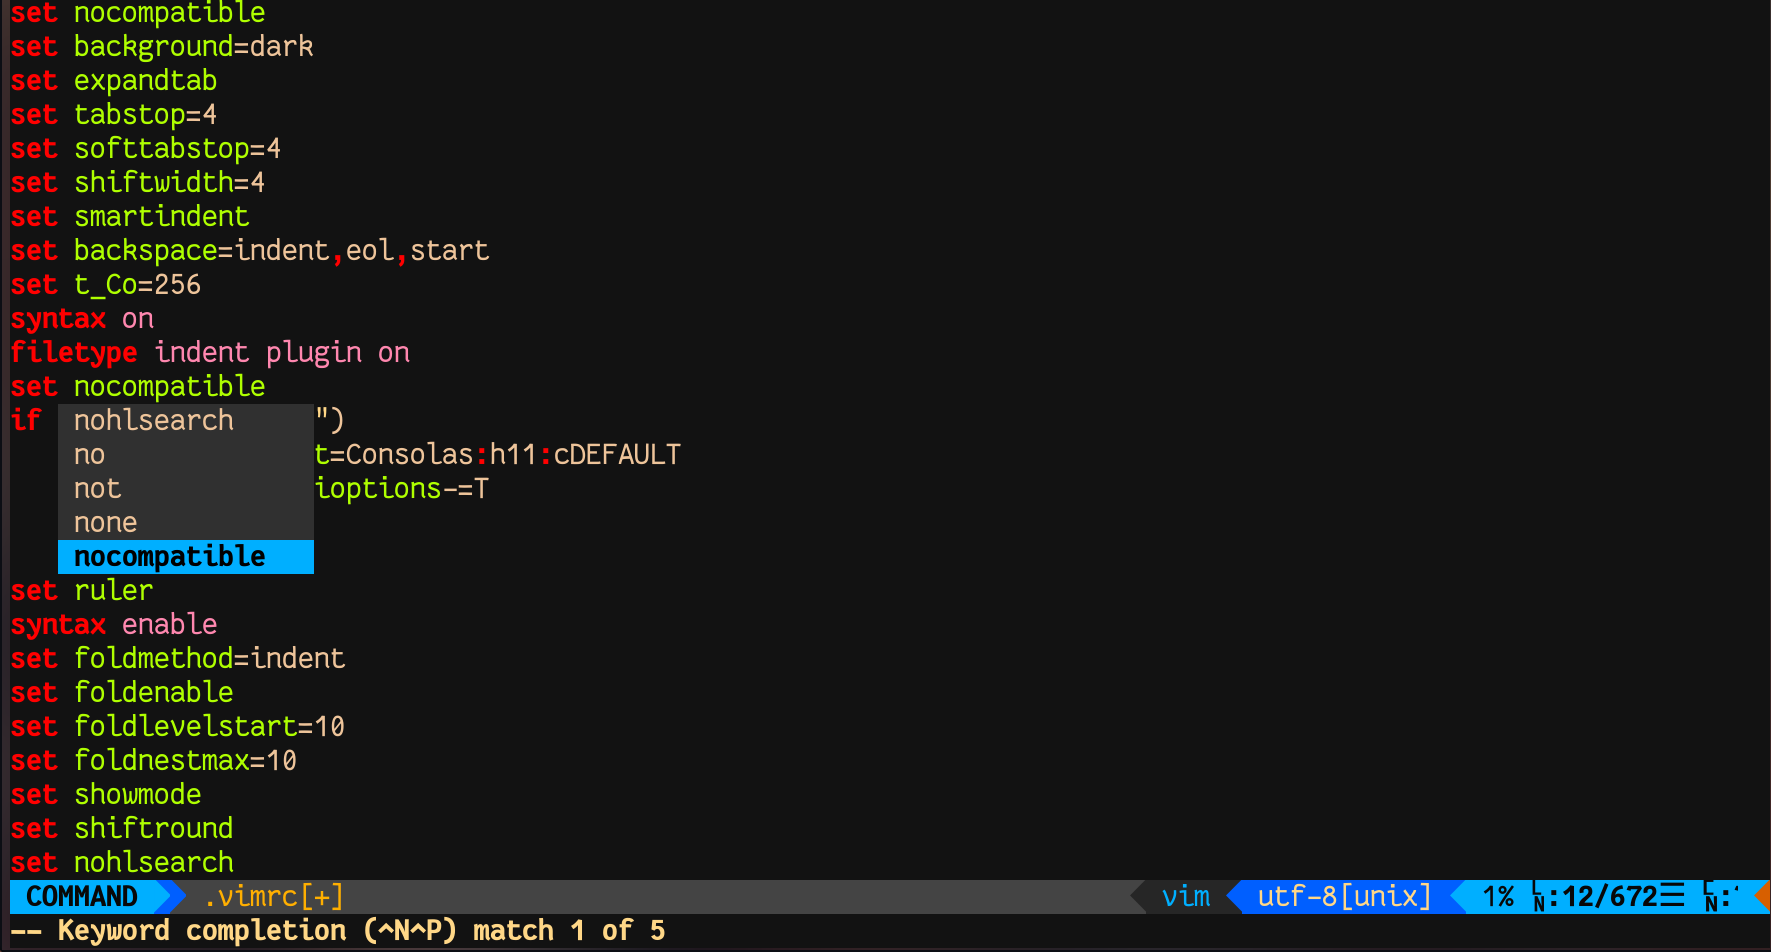 set nocompatible
set background=dark
set expandtab
set tabstop=4
set softtabstop=4
set shiftwidth=4
set smartindent
set backspace=indent,eol,start
set t_Co=256
syntax on
filetype indent plugin on
set nocompatible
if nohlsearch ")
no t=Consolas:h11:cDEFAULT
not ioptions-=T
none
nocompatible
set ruler
syntax enable
set foldmethod=indent
set foldenable
set foldlevelstart=10
set foldnestmax=10
set showmode
set shiftround
set nohlsearch
COMMAND .vimrc[+] vim utf-8[unix] 1% LN:12/672☰ LN:
-- Keyword completion (^N^P) match 1 of 5